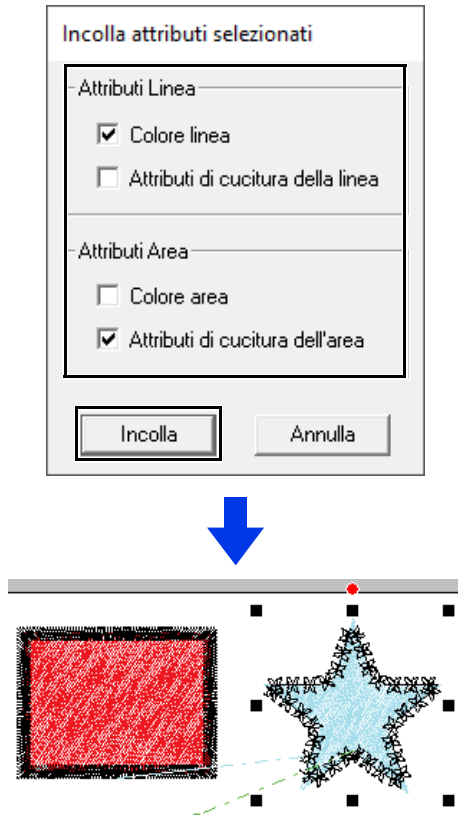 Incolla attributi selezionati
Attributi Linea
Colore linea
Attributi di cucitura della linea
Attributi Area
Colore area
Attributi di cucitura dell'area
Incolla
Annulla